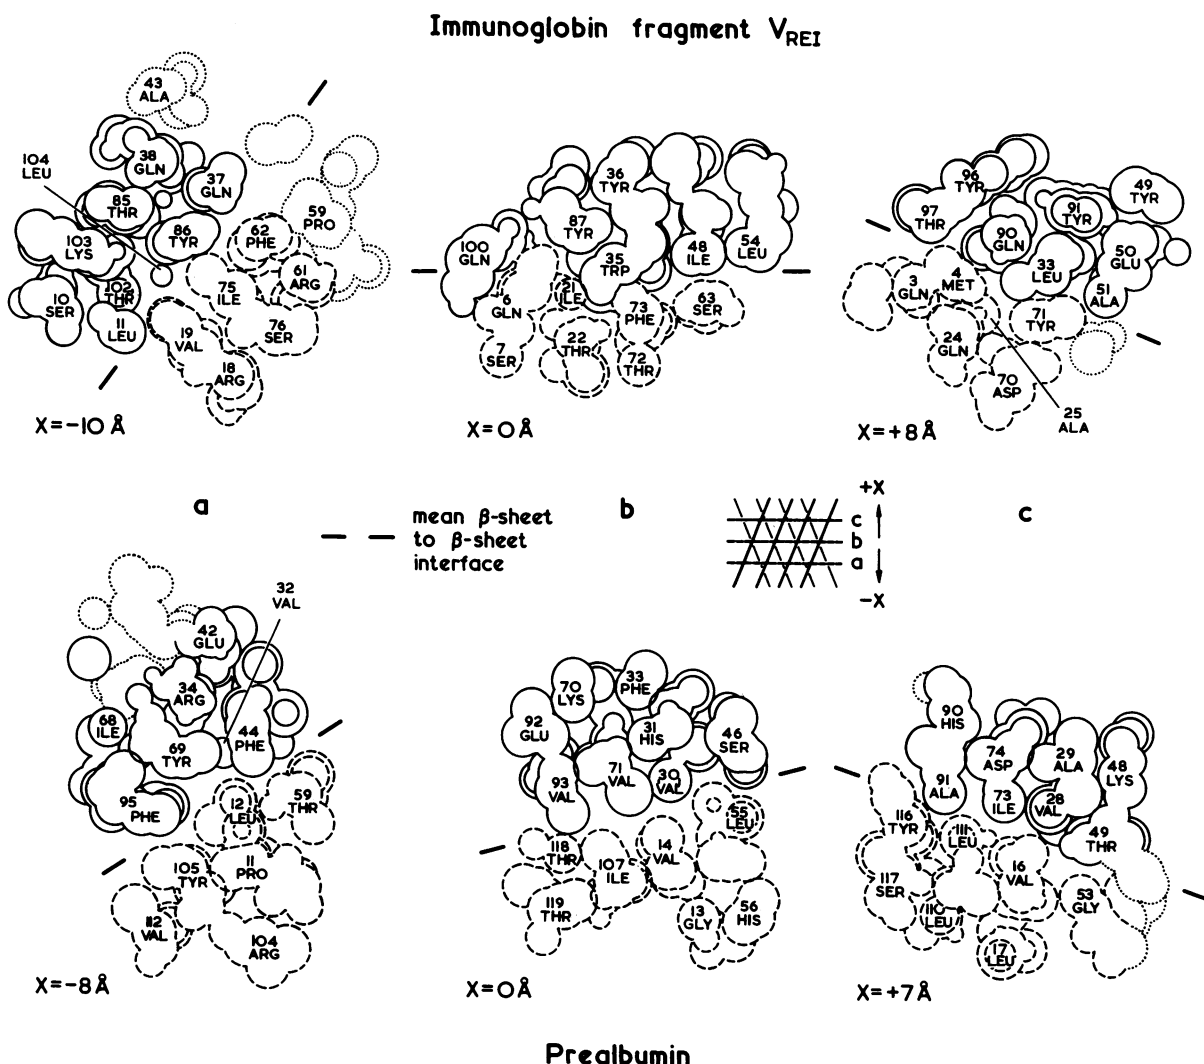 Immunoglobin fragment VREI
43
ALA
104
LEU
38
GLN
37
GLN
85
THR
59
PRO
62
PHE
86
TYR
103
LYS
61
ARG
102
THR
75
ILE
10
SER
11
LEU
19
VAL
76
SER
18
ARG
X=-10 Å
36
TYR
87
TYR
100
GLN
48
ILE
54
LEU
35
TRP
6
GLN
21
ILE
73
PHE
63
SER
7
SER
22
THR
72
THR
X=0 Å
96
TYR
97
THR
49
TYR
91
TYR
90
GLN
50
GLU
33
LEU
3
GLN
4
MET
51
ALA
71
TYR
24
GLN
70
ASP
25
ALA
X=+8 Å
a
b
c
mean β-sheet
to β-sheet
interface
+X
c
b
a
-X
32
VAL
42
GLU
34
ARG
68
ILE
44
PHE
69
TYR
95
PHE
12
LEU
59
THR
105
TYR
11
PRO
112
VAL
104
ARG
X=-8 Å
70
LYS
33
PHE
92
GLU
31
HIS
46
SER
71
VAL
30
VAL
93
VAL
55
LEU
118
THR
107
ILE
14
VAL
119
THR
13
GLY
56
HIS
X=0 Å
90
HIS
74
ASP
29
ALA
48
LYS
91
ALA
73
ILE
28
VAL
116
TYR
111
LEU
49
THR
117
SER
16
VAL
53
GLY
110
LEU
17
LEU
X=+7 Å
Prealbumin